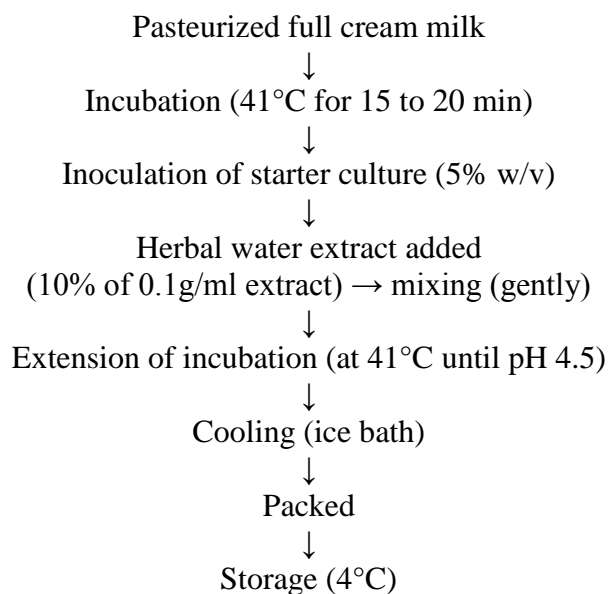 Pasteurized full cream milk
↓
Incubation (41°C for 15 to 20 min)
↓
Inoculation of starter culture (5% w/v)
↓
Herbal water extract added
(10% of 0.1g/ml extract) → mixing (gently)
↓
Extension of incubation (at 41°C until pH 4.5)
↓
Cooling (ice bath)
↓
Packed
↓
Storage (4°C)